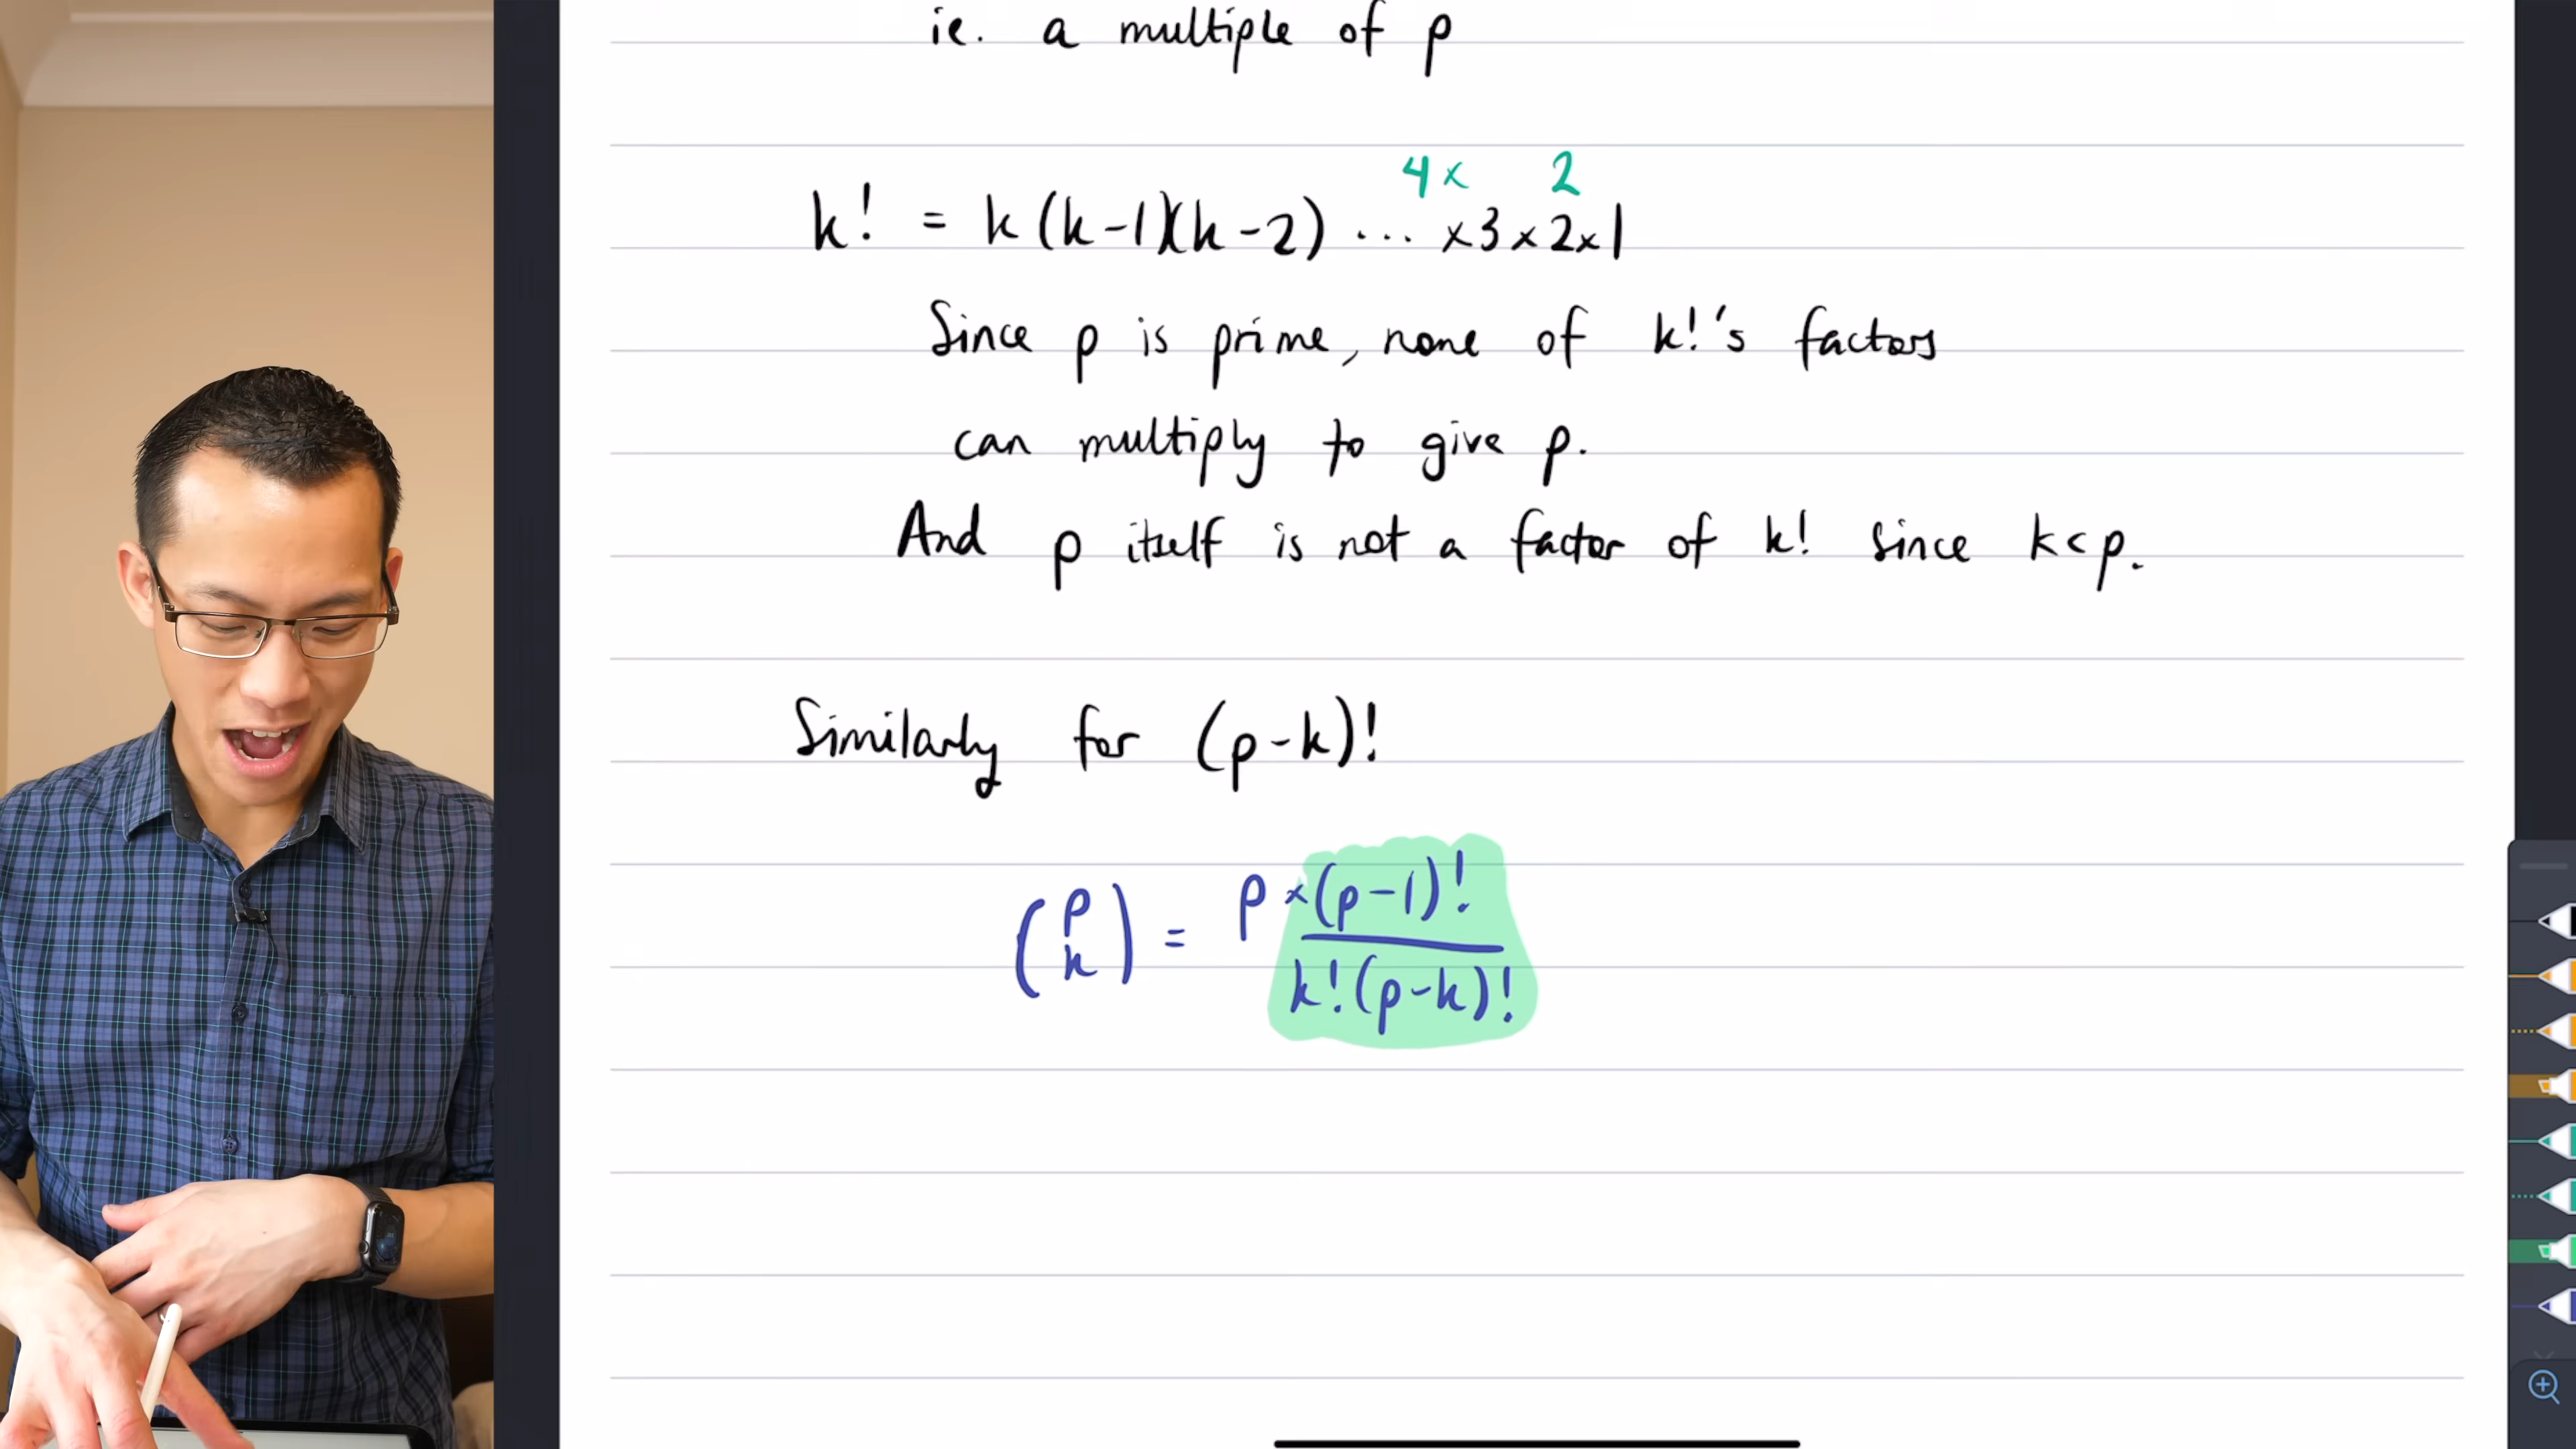 ie. a multiple of p
4 × 2
k! = k (k-1)(k-2) ... ×3×2×1
Since p is prime, none of k!'s factors
can multiply to give p.
And p itself is not a factor of k! since k<p.
Similarly for (p-k)!
(p k) = p ×(p-1)! / k!(p-k)!